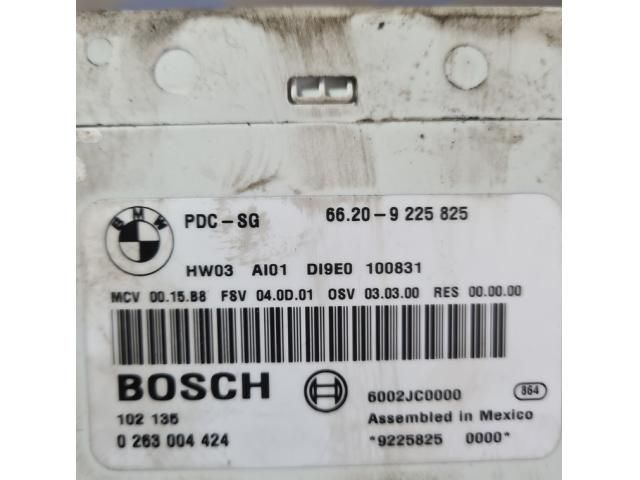 BMW PDC-SG 66.20-9 225 825
HW03 AI01 DI9E0 100831
MCV 00.15.B8 FSV 04.0D.01 OSV 03.03.00 RES 00.00.00
BOSCH 6002JC0000 864
102 135 Assembled in Mexico
0 263 004 424 *9225825 0000*